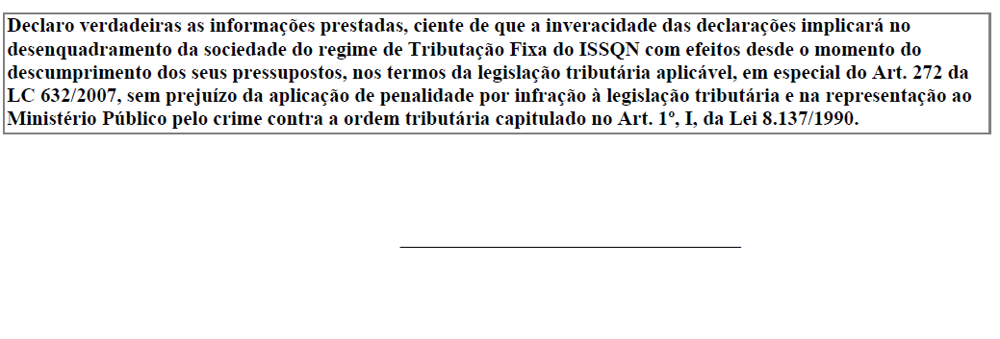 Declaro verdadeiras as informações prestadas, ciente de que a inveracidade das declarações implicará no
desenquadramento da sociedade do regime de Tributação Fixa do ISSQN com efeitos desde o momento do
descumprimento dos seus pressupostos, nos termos da legislação tributária aplicável, em especial do Art. 272 da
LC 632/2007, sem prejuízo da aplicação de penalidade por infração à legislação tributária e na representação ao
Ministério Público pelo crime contra a ordem tributária capitulado no Art. 1º, I, da Lei 8.137/1990.